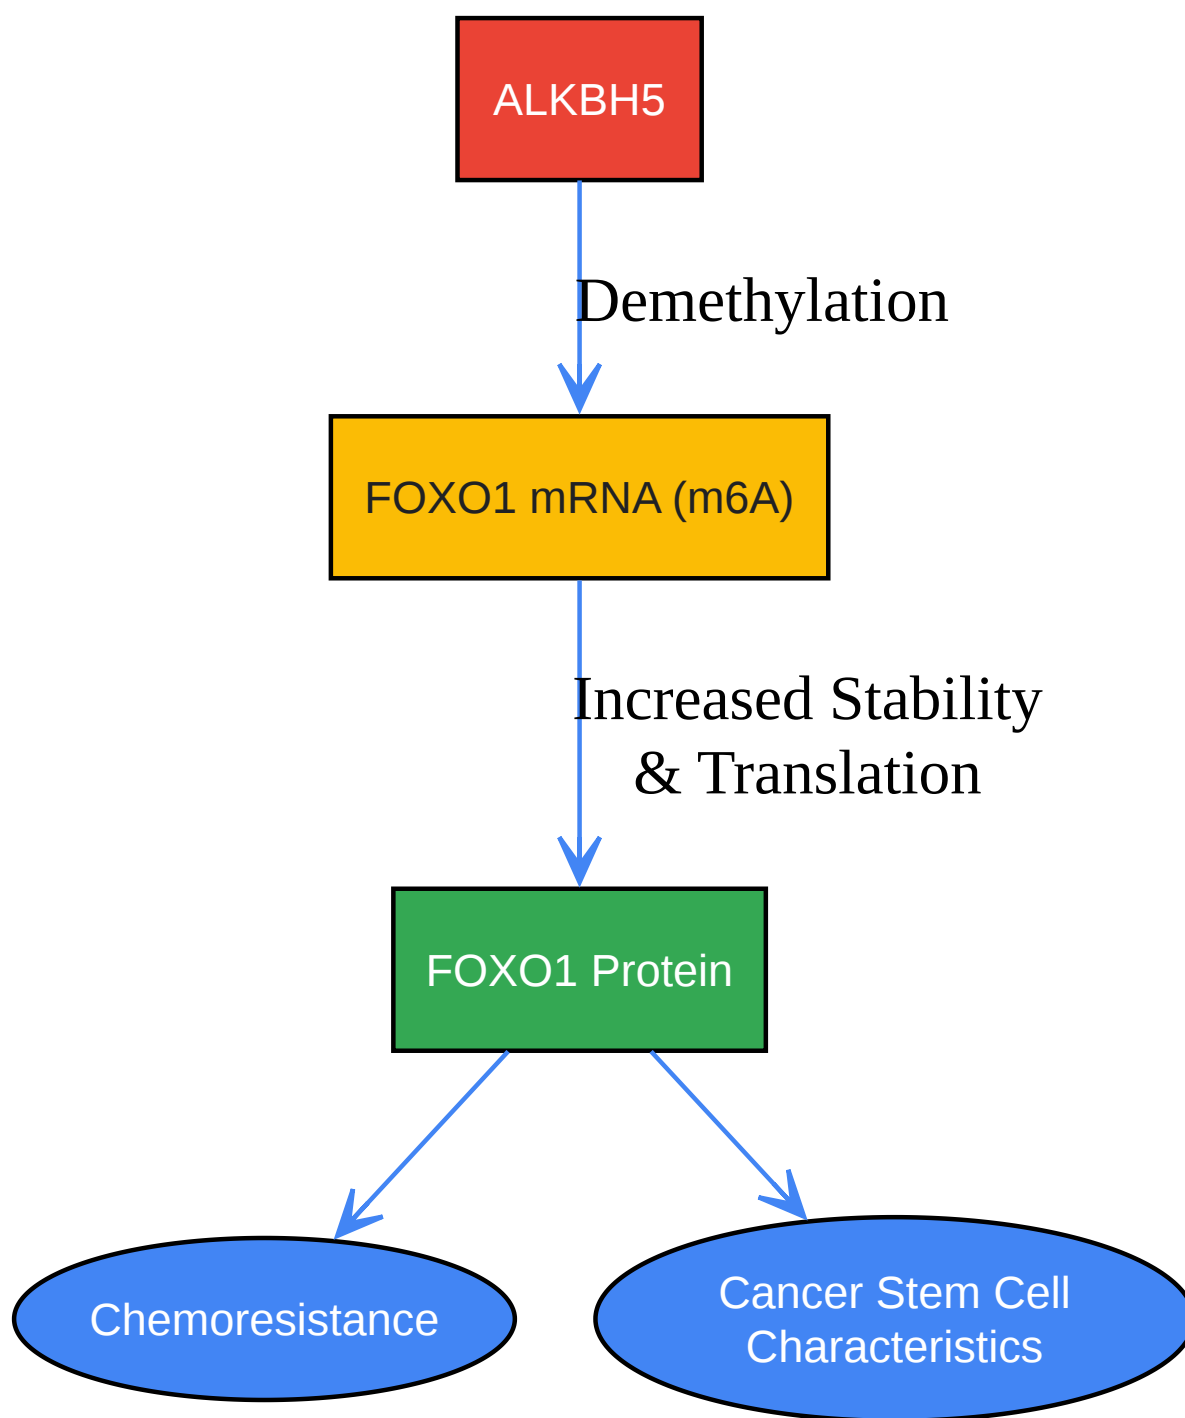 ALKBH5
Demethylation
FOXO1 mRNA (m6A)
Increased Stability
& Translation
FOXO1 Protein
Chemoresistance
Cancer Stem Cell
Characteristics